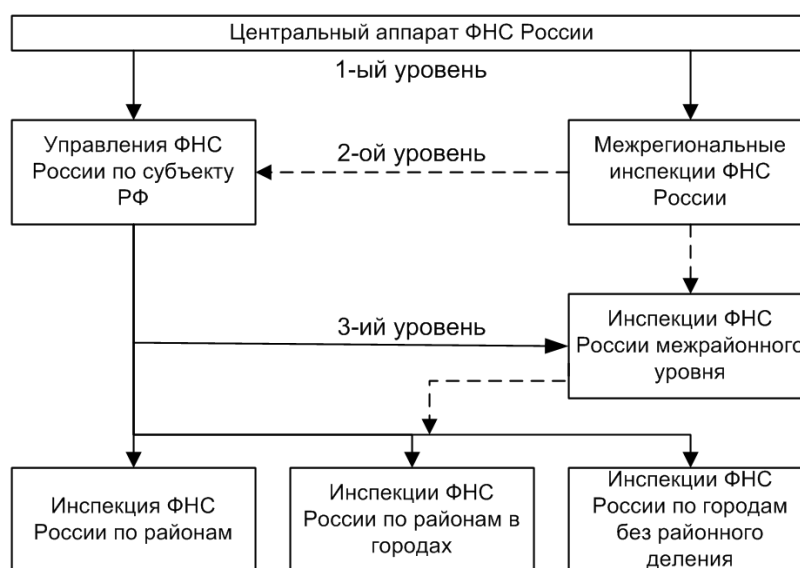 Центральный аппарат ФНС России
1-ый уровень
Управления ФНС
России по субъекту
РФ
2-ой уровень
Межрегиональные
инспекции ФНС
России
3-ий уровень
Инспекции ФНС
России межрайонного
уровня
Инспекция ФНС
России по районам
Инспекции ФНС
России по районам в
городах
Инспекции ФНС
России по городам
без районного
деления